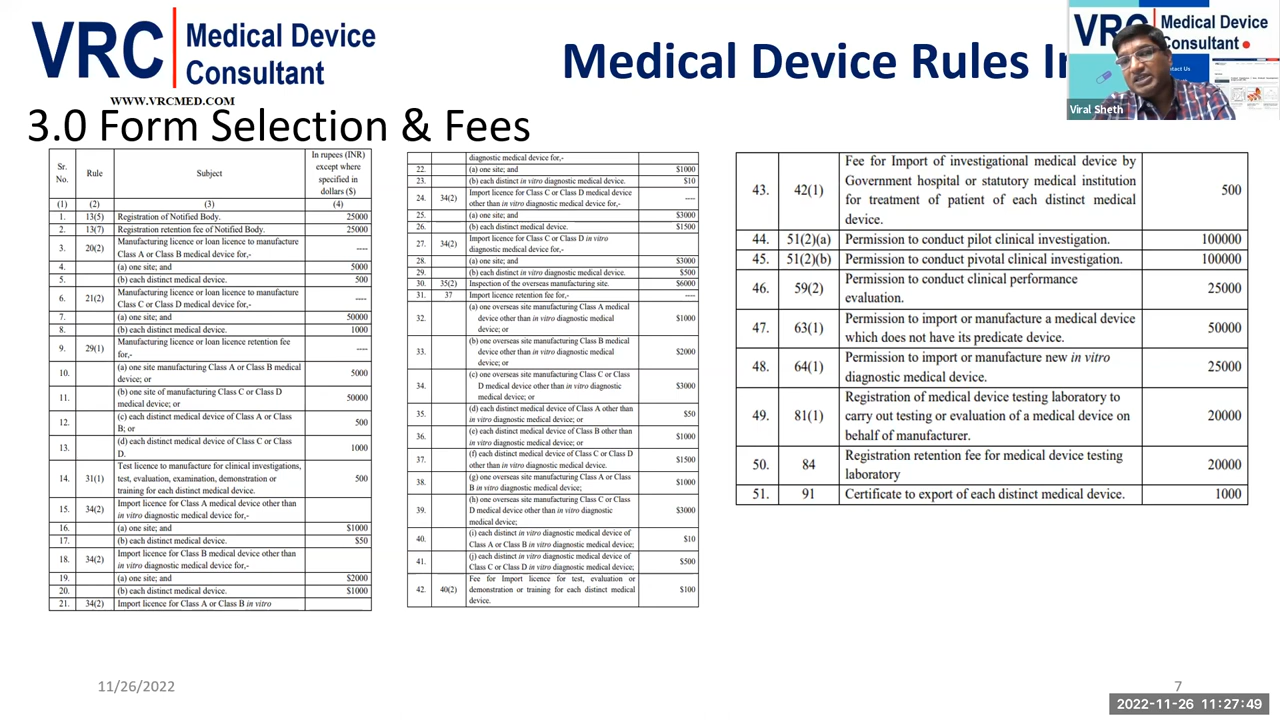 VRC
Medical Device
Consultant
WWW.VRCMED.COM
Medical Device Rules I
VRC
Medical Device
Consultant
Viral Sheth
3.0 Form Selection & Fees
Sr. No. Rule Subject In rupees (INR) except where specified in dollars ($)
(1) (2) (3) (4)
1. 13(5) Registration of Notified Body. 25000
2. 13(7) Registration retention fee of Notified Body. 25000
3. 20(2) Manufacturing licence or loan licence to manufacture
Class A or Class B medical device for,- ----
4. (a) one site; and 5000
5. (b) each distinct medical device. 500
6. 21(2) Manufacturing licence or loan licence to manufacture
Class C or Class D medical device for,- ----
7. (a) one site; and 50000
8. (b) each distinct medical device. 1000
9. 29(1) Manufacturing licence or loan licence retention fee
for,- ----
10. (a) one site manufacturing Class A or Class B medical
device; or 5000
11. (b) one site of manufacturing Class C or Class D
medical device; or 50000
12. (c) each distinct medical device of Class A or Class
B; or 500
13. (d) each distinct medical device of Class C or Class
D. 1000
14. 31(1) Test licence to manufacture for clinical investigations,
test, evaluation, examination, demonstration or
training for each distinct medical device. 500
15. 34(2) Import licence for Class A medical device other than
in vitro diagnostic medical device for,-
16. (a) one site; and $1000
17. (b) each distinct medical device. $50
18. 34(2) Import licence for Class B medical device other than
in vitro diagnostic medical device for,-
19. (a) one site; and $2000
20. (b) each distinct medical device. $1000
21. 34(2) Import licence for Class A or Class B in vitro
diagnostic medical device for,-
22. (a) one site; and $1000
23. (b) each distinct in vitro diagnostic medical device. $10
24. 34(2) Import licence for Class C or Class D medical device
other than in vitro diagnostic medical device for,- ----
25. (a) one site; and $3000
26. (b) each distinct medical device. $1500
27. 34(2) Import licence for Class C or Class D in vitro
diagnostic medical device for,-
28. (a) one site; and $3000
29. (b) each distinct in vitro diagnostic medical device. $500
30. 35(2) Inspection of the overseas manufacturing site. $6000
31. 37 Import licence retention fee for,- ----
32. (a) one overseas site manufacturing Class A medical
device other than in vitro diagnostic medical
device; or $1000
33. (b) one overseas site manufacturing Class B medical
device other than in vitro diagnostic medical
device; or $2000
34. (c) one overseas site manufacturing Class C or Class
D medical device other than in vitro diagnostic
medical device; or $3000
35. (d) each distinct medical device of Class A other than
in vitro diagnostic medical device; or $50
36. (e) each distinct medical device of Class B other than
in vitro diagnostic medical device; or $1000
37. (f) each distinct medical device of Class C or Class D
other than in vitro diagnostic medical device. $1500
38. (g) one overseas site manufacturing Class A or Class
B in vitro diagnostic medical device; $1000
39. (h) one overseas site manufacturing Class C or Class
D medical device other than in vitro diagnostic
medical device; $3000
40. (i) each distinct in vitro diagnostic medical device of
Class A or Class B in vitro diagnostic medical device; $10
41. (j) each distinct in vitro diagnostic medical device of
Class C or Class D in vitro diagnostic medical device; $500
42. 40(2) Fee for Import licence for test, evaluation or
demonstration or training for each distinct medical
device. $100
43. 42(1) Fee for Import of investigational medical device by
Government hospital or statutory medical institution
for treatment of patient of each distinct medical
device. 500
44. 51(2)(a) Permission to conduct pilot clinical investigation. 100000
45. 51(2)(b) Permission to conduct pivotal clinical investigation. 100000
46. 59(2) Permission to conduct clinical performance
evaluation. 25000
47. 63(1) Permission to import or manufacture a medical device
which does not have its predicate device. 50000
48. 64(1) Permission to import or manufacture new in vitro
diagnostic medical device. 25000
49. 81(1) Registration of medical device testing laboratory to
carry out testing or evaluation of a medical device on
behalf of manufacturer. 20000
50. 84 Registration retention fee for medical device testing
laboratory 20000
51. 91 Certificate to export of each distinct medical device. 1000
11/26/2022
7
2022-11-26 11:27:49